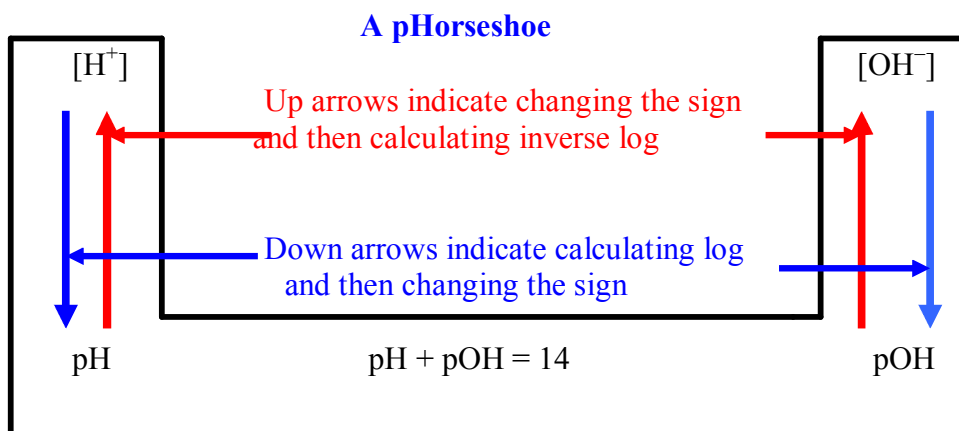 A pHorseshoe
[H⁺]
[OH⁻]
Up arrows indicate changing the sign
and then calculating inverse log
Down arrows indicate calculating log
and then changing the sign
pH
pH + pOH = 14
pOH